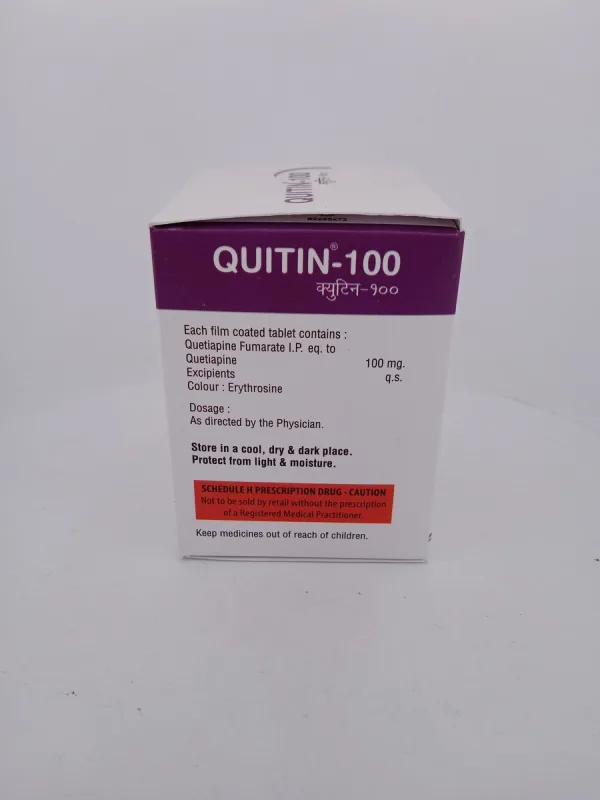 QUITIN-100
QUITIN®-100
क्युटिन-१००
Each film coated tablet contains :
Quetiapine Fumarate I.P. eq. to
Quetiapine 100 mg.
Excipients q.s.
Colour : Erythrosine
Dosage :
As directed by the Physician.
Store in a cool, dry & dark place.
Protect from light & moisture.
SCHEDULE H PRESCRIPTION DRUG - CAUTION
Not to be sold by retail without the prescription
of a Registered Medical Practitioner.
Keep medicines out of reach of children.